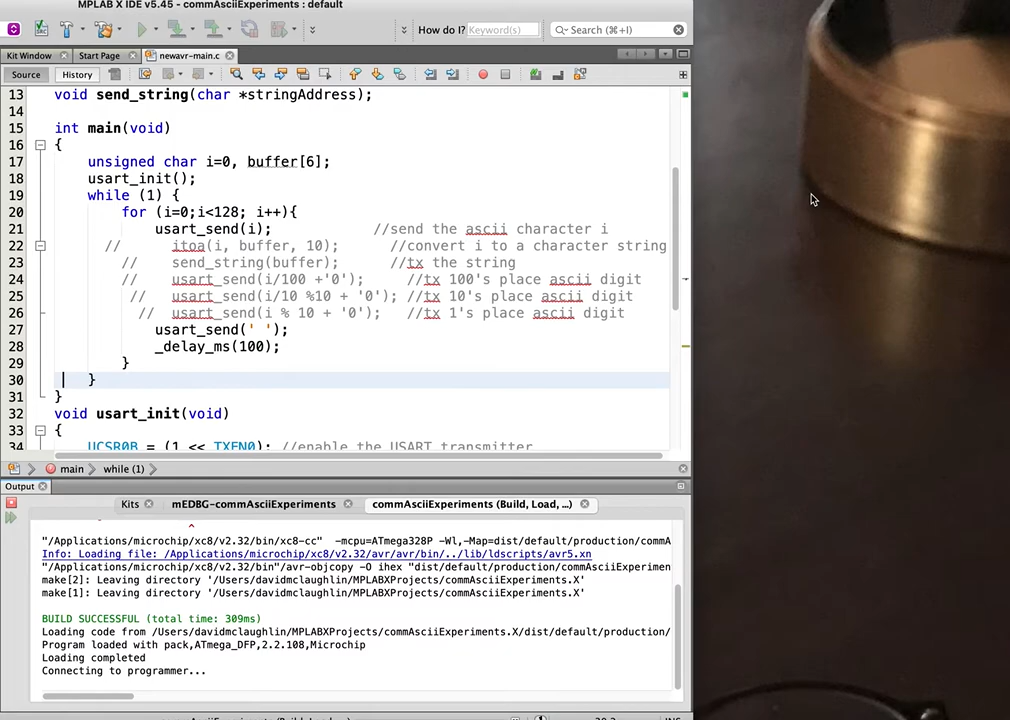 MPLAB X IDE v5.45 - commAsciiExperiments : default
How do I? Keyword(s) Search (⌘+I)
Kit Window Start Page newavr-main.c
Source History
13 void send_string(char *stringAddress);
14
15 int main(void)
16 {
17 unsigned char i=0, buffer[6];
18 usart_init();
19 while (1) {
20 for (i=0;i<128; i++){
21 usart_send(i); //send the ascii character i
22 // itoa(i, buffer, 10); //convert i to a character string
23 // send_string(buffer); //tx the string
24 // usart_send(i/100 +'0'); //tx 100's place ascii digit
25 // usart_send(i/10 %10 + '0'); //tx 10's place ascii digit
26 // usart_send(i % 10 + '0'); //tx 1's place ascii digit
27 usart_send(' ');
28 _delay_ms(100);
29 }
30 }
31 }
32 void usart_init(void)
33 {
34 UCSR0B = (1 << TXEN0); //enable the USART transmitter
main while (1)
Output
Kits mEDBG-commAsciiExperiments commAsciiExperiments (Build, Load, ...)
^
"/Applications/microchip/xc8/v2.32/bin/xc8-cc" -mcpu=ATmega328P -Wl,-Map=dist/default/production/commA
Info: Loading file: /Applications/microchip/xc8/v2.32/avr/avr/bin/../lib/ldscripts/avr5.xn
"/Applications/microchip/xc8/v2.32/bin"/avr-objcopy -O ihex "dist/default/production/commAsciiExperimen
make[2]: Leaving directory '/Users/davidmclaughlin/MPLABXProjects/commAsciiExperiments.X'
make[1]: Leaving directory '/Users/davidmclaughlin/MPLABXProjects/commAsciiExperiments.X'
BUILD SUCCESSFUL (total time: 309ms)
Loading code from /Users/davidmclaughlin/MPLABXProjects/commAsciiExperiments.X/dist/default/production/
Program loaded with pack,ATmega_DFP,2.2.108,Microchip
Loading completed
Connecting to programmer...